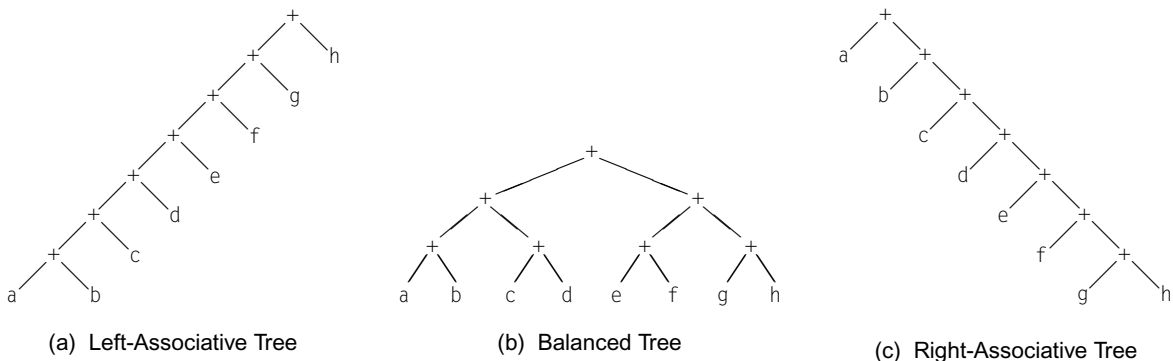 +
+ h
+ g
+ f
+ e
+ d
+ c
a b
(a) Left-Associative Tree
+
+ +
+ + + +
a b c d e f g h
(b) Balanced Tree
+
a +
b +
c +
d +
e +
f +
g h
(c) Right-Associative Tree